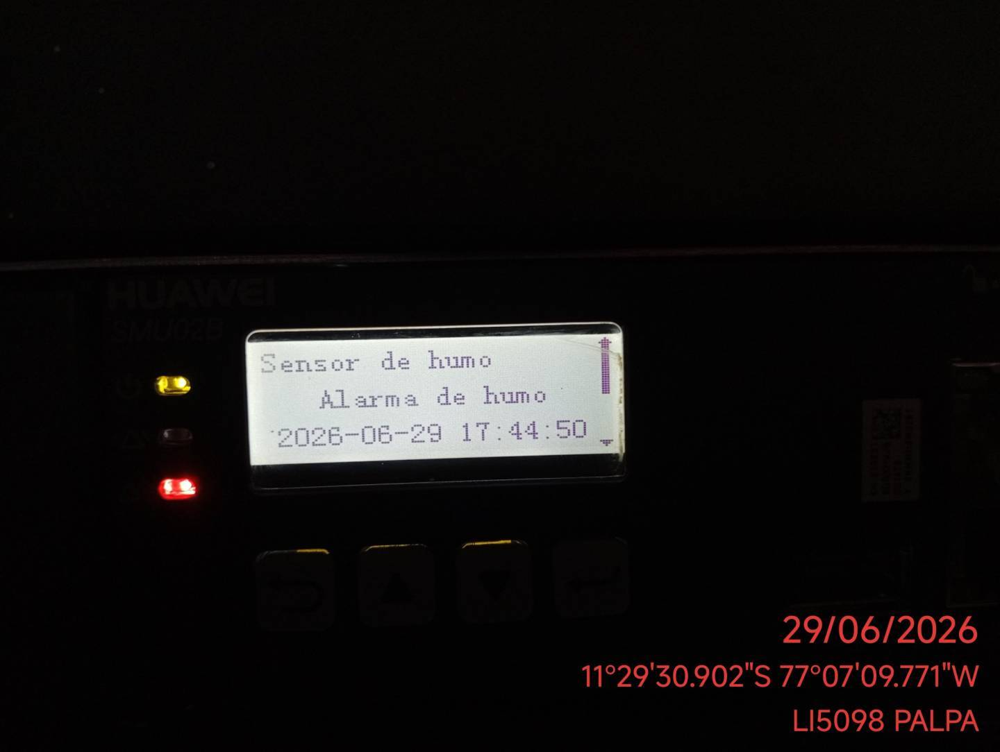 HUAWEI
SMU02B
Sensor de humo
Alarma de humo
2026-06-29 17:44:50
29/06/2026
11°29'30.902"S 77°07'09.771"W
LI5098 PALPA